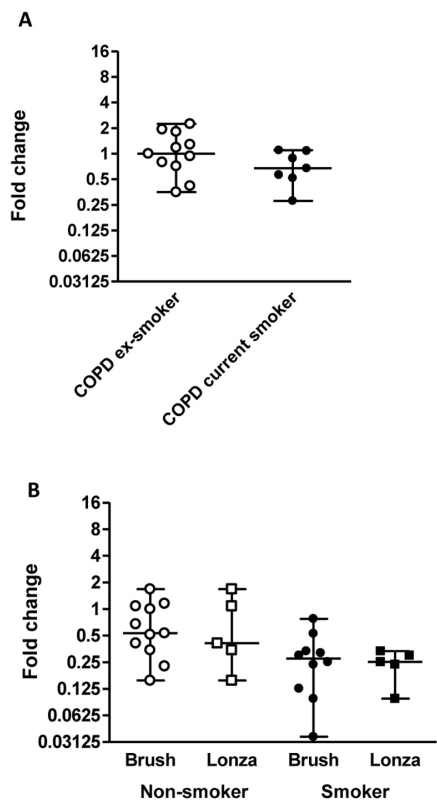 A
Fold change
16
8
4
2
1
0.5
0.25
0.125
0.0625
0.03125
COPD ex-smoker
COPD current smoker
B
Fold change
16
8
4
2
1
0.5
0.25
0.125
0.0625
0.03125
Brush Lonza Brush Lonza
Non-smoker Smoker